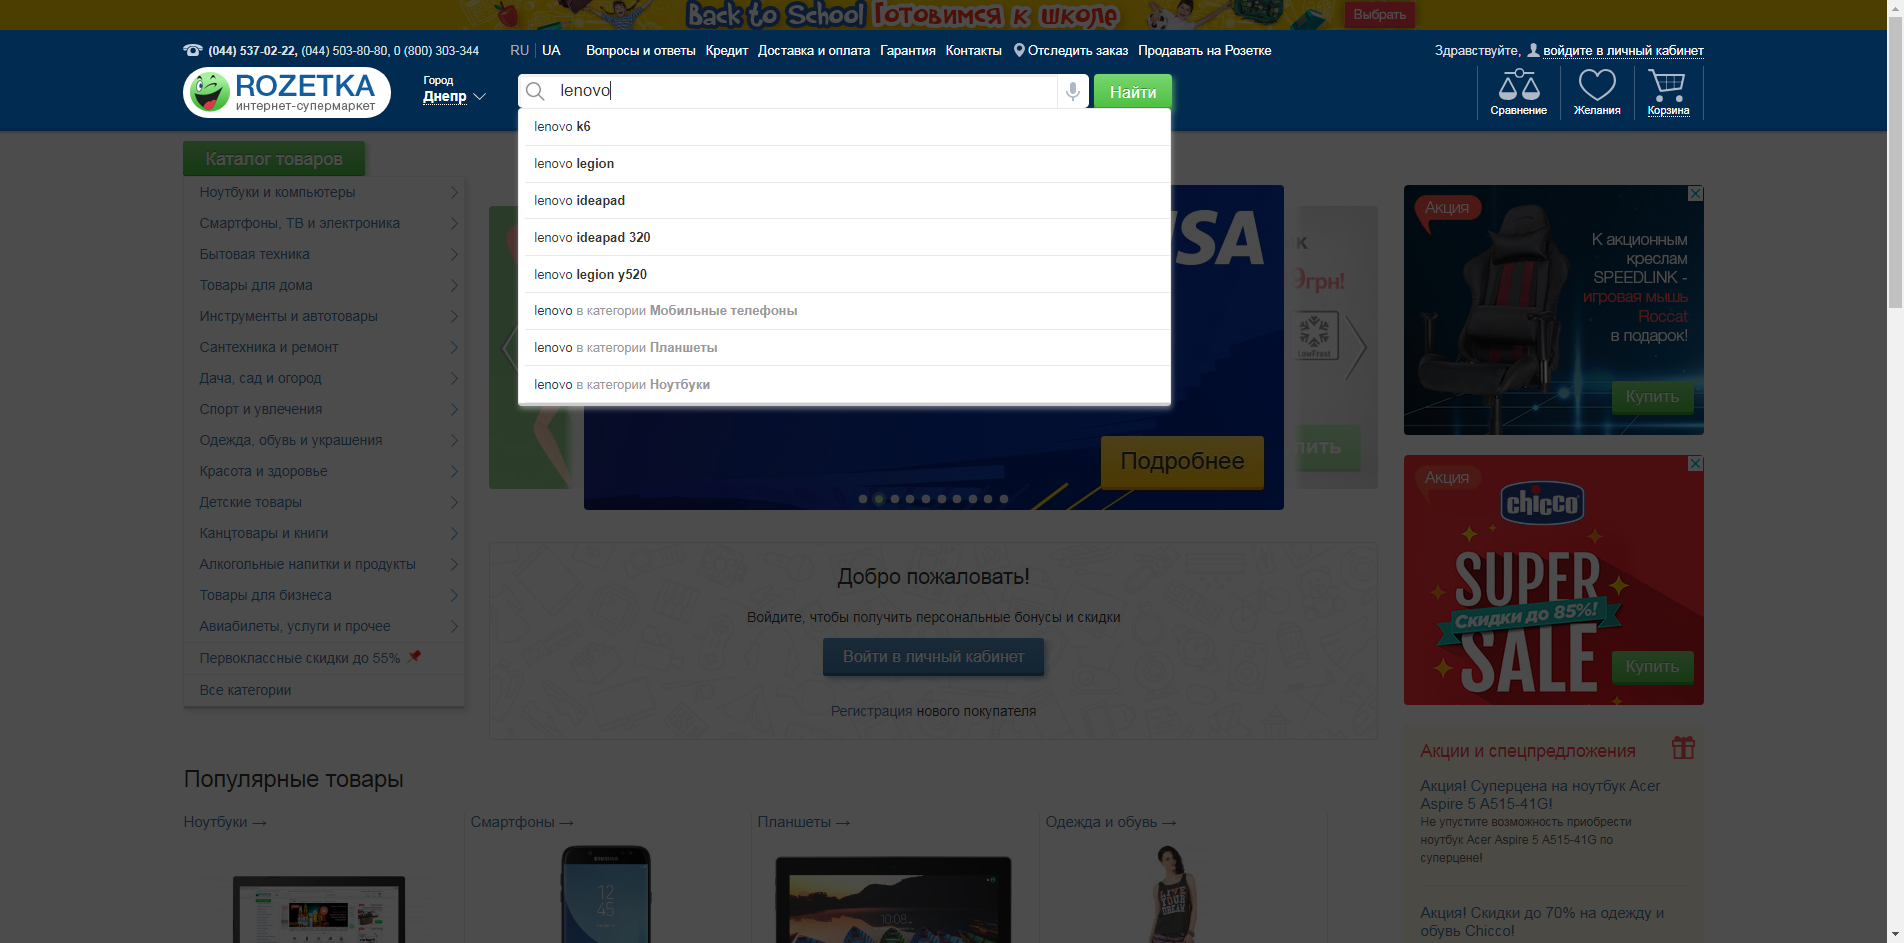 Back to School Готовимся к школе
Выбрать
(044) 537-02-22, (044) 503-80-80, 0 (800) 303-344
RU UA
Вопросы и ответы Кредит Доставка и оплата Гарантия Контакты Отследить заказ Продавать на Розетке
Здравствуйте, войдите в личный кабинет
ROZETKA
интернет-супермаркет
Город
Днепр
lenovo
Найти
Сравнение
Желания
Корзина
lenovo k6
lenovo legion
lenovo ideapad
lenovo ideapad 320
lenovo legion y520
lenovo в категории Мобильные телефоны
lenovo в категории Планшеты
lenovo в категории Ноутбуки
Каталог товаров
Ноутбуки и компьютеры
Смартфоны, ТВ и электроника
Бытовая техника
Товары для дома
Инструменты и автотовары
Сантехника и ремонт
Дача, сад и огород
Спорт и увлечения
Одежда, обувь и украшения
Красота и здоровье
Детские товары
Канцтовары и книги
Алкогольные напитки и продукты
Товары для бизнеса
Авиабилеты, услуги и прочее
Первоклассные скидки до 55%
Все категории
SA
грн!
LowFrost
Подробнее
Добро пожаловать!
Войдите, чтобы получить персональные бонусы и скидки
Войти в личный кабинет
Регистрация нового покупателя
Акция
К акционным
креслам
SPEEDLINK -
игровая мышь
Roccat
в подарок!
Купить
Акция
chicco
SUPER
Скидки до 85%!
SALE
Купить
Акции и спецпредложения
Акция! Суперцена на ноутбук Acer
Aspire 5 A515-41G!
Не упустите возможность приобрести
ноутбук Acer Aspire 5 A515-41G по
суперцене!
Акция! Скидки до 70% на одежду и
обувь Chicco!
Популярные товары
Ноутбуки →
Смартфоны →
Планшеты →
Одежда и обувь →
SAMSUNG
12
45
10:08
LIVE
YOUR
DREAM